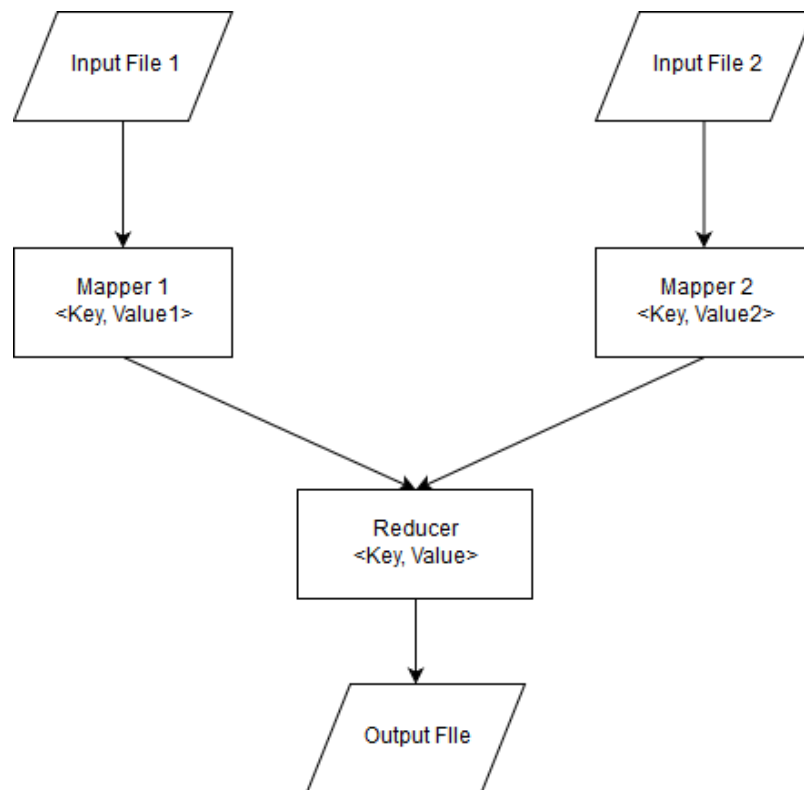 Input File 1
Input File 2
Mapper 1
<Key, Value1>
Mapper 2
<Key, Value2>
Reducer
<Key, Value>
Output FIle